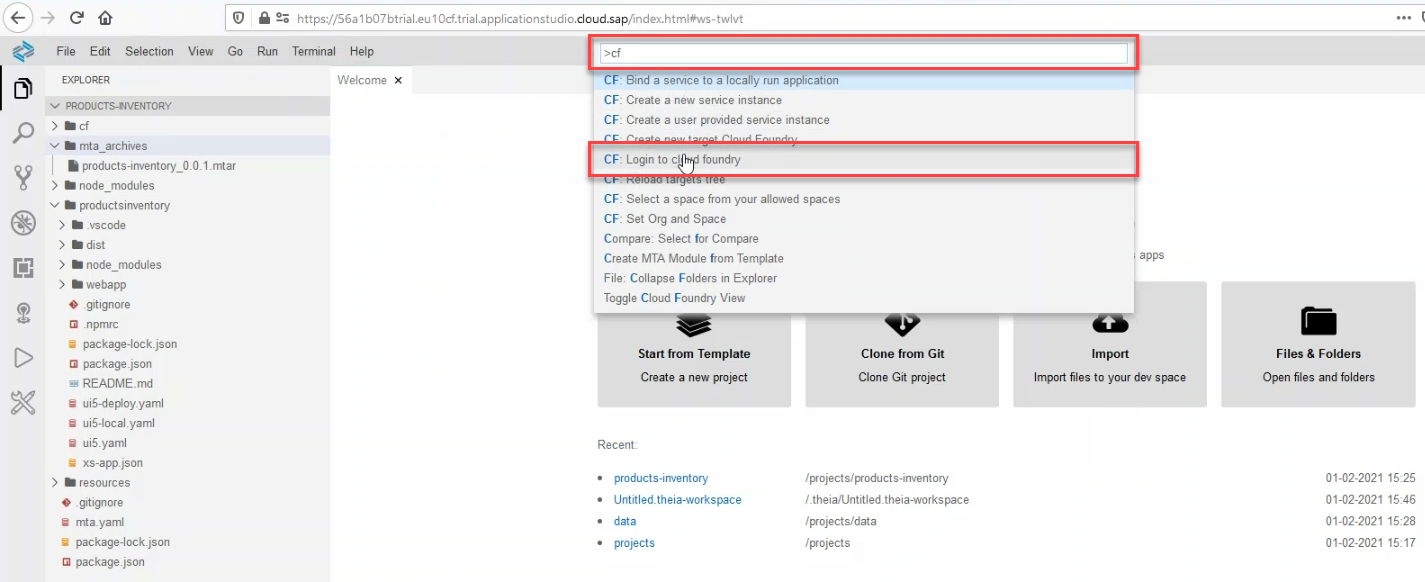 https://56a1b07btrial.eu10cf.trial.applicationstudio.cloud.sap/index.html#ws-twlvt
File Edit Selection View Go Run Terminal Help
>cf
EXPLORER
Welcome
PRODUCTS-INVENTORY
cf
mta_archives
products-inventory_0.0.1.mtar
node_modules
productsinventory
.vscode
dist
node_modules
webapp
.gitignore
.npmrc
package-lock.json
package.json
README.md
ui5-deploy.yaml
ui5-local.yaml
ui5.yaml
xs-app.json
resources
.gitignore
mta.yaml
package-lock.json
package.json
CF: Bind a service to a locally run application
CF: Create a new service instance
CF: Create a user provided service instance
CF: Create new target Cloud Foundry
CF: Login to cloud foundry
CF: Reload targets tree
CF: Select a space from your allowed spaces
CF: Set Org and Space
Compare: Select for Compare
Create MTA Module from Template
File: Collapse Folders in Explorer
Toggle Cloud Foundry View
apps
Start from Template
Create a new project
Clone from Git
Clone Git project
Import
Import files to your dev space
Files & Folders
Open files and folders
Recent:
products-inventory /projects/products-inventory 01-02-2021 15:25
Untitled.theia-workspace /.theia/Untitled.theia-workspace 01-02-2021 15:46
data /projects/data 01-02-2021 15:28
projects /projects 01-02-2021 15:17